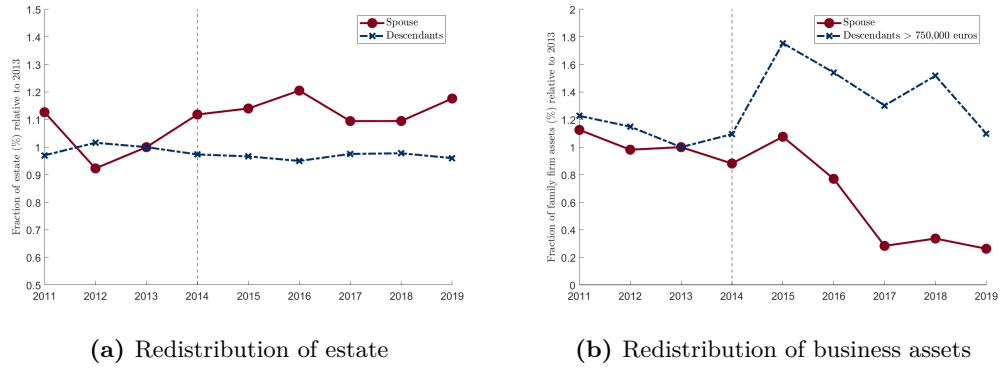 Fraction of estate (%) relative to 2013
1.5
1.4
1.3
1.2
1.1
1
0.9
0.8
0.7
0.6
0.5
2011 2012 2013 2014 2015 2016 2017 2018 2019
Spouse
Descendants
(a) Redistribution of estate
Fraction of family firm assets (%) relative to 2013
2
1.8
1.6
1.4
1.2
1
0.8
0.6
0.4
0.2
0
2011 2012 2013 2014 2015 2016 2017 2018 2019
Spouse
Descendants > 750,000 euros
(b) Redistribution of business assets